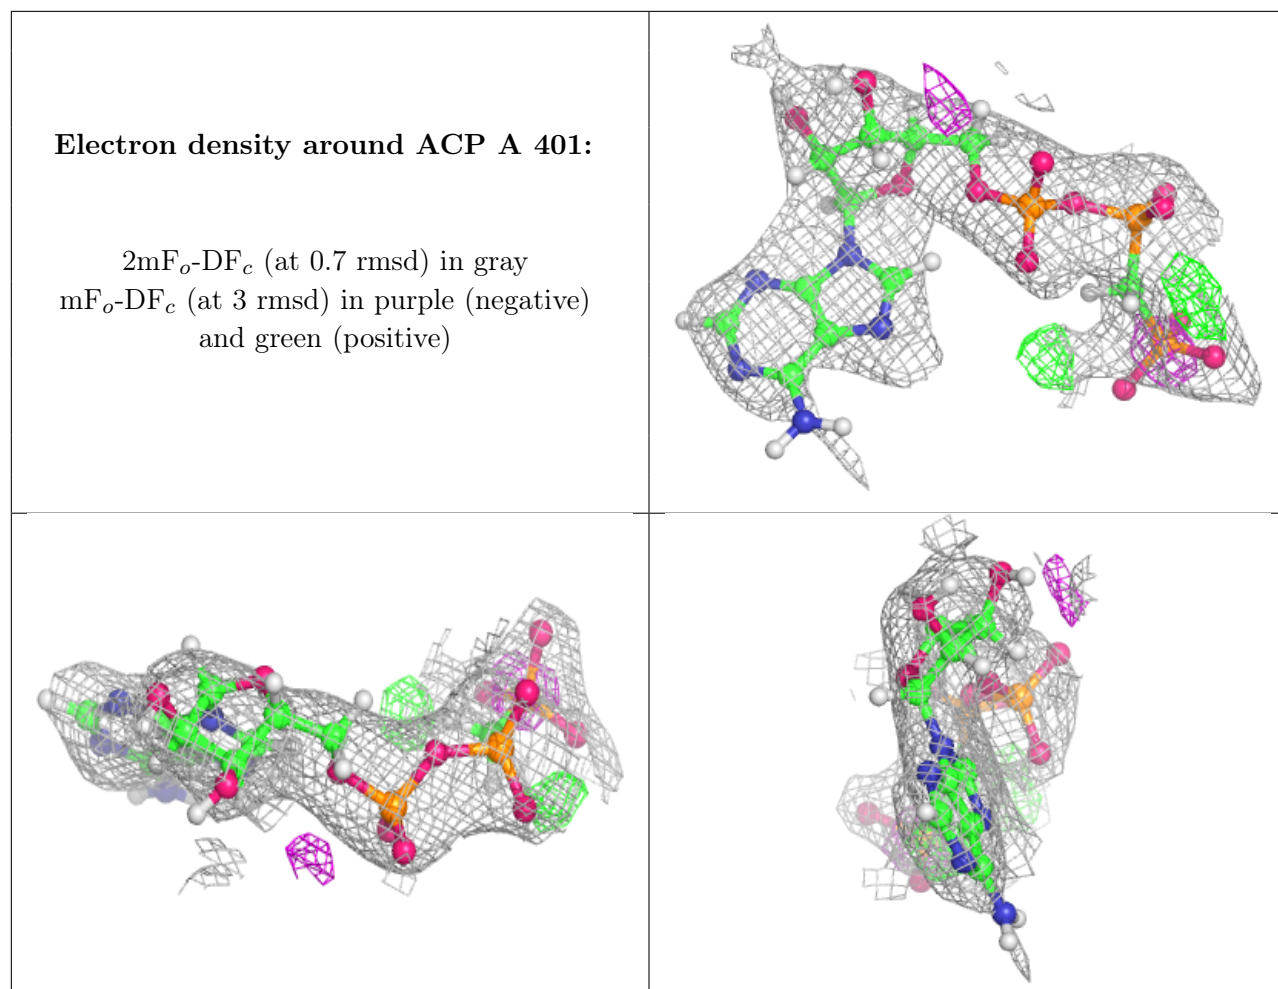 Electron density around ACP A 401:
2mFo-DFc (at 0.7 rmsd) in gray
mFo-DFc (at 3 rmsd) in purple (negative)
and green (positive)